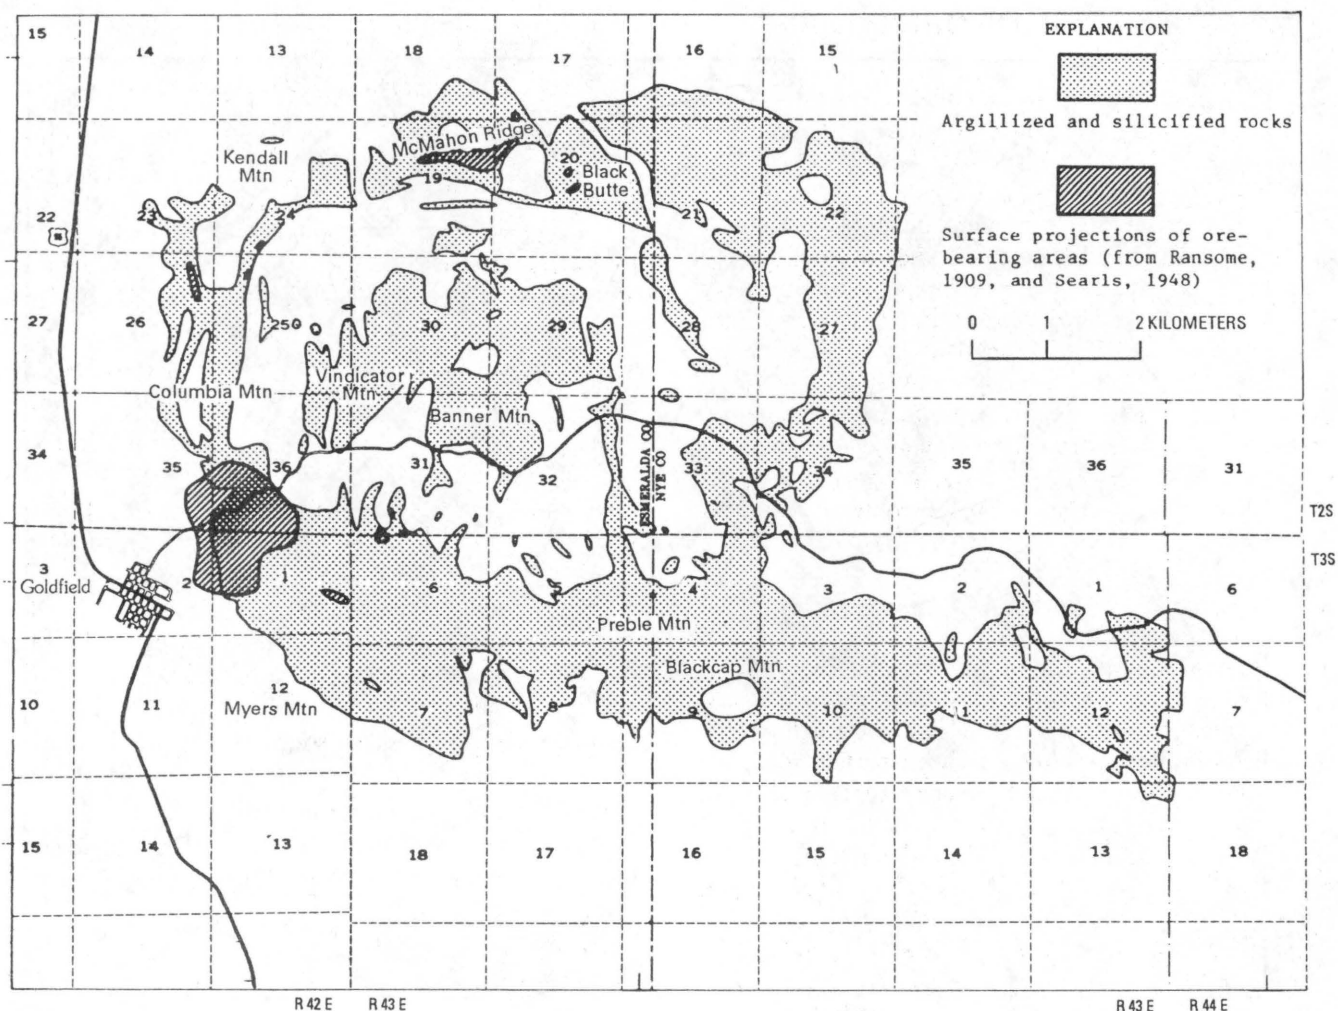 EXPLANATION
Argillized and silicified rocks
Surface projections of ore-
bearing areas (from Ransome,
1909, and Searls, 1948)
0 1 2 KILOMETERS
15 14 13 18 17 16 15
McMahon Ridge
Kendall
Mtn
19
20
Black
Butte
22 23 24 21 22
27 26 25 30 29 28 27
Columbia Mtn
Vindicator
Mtn
Banner Mtn
34 35 36 31 32 33 34 35 36 31
ESMERALDA CO
NYE CO
T2S
T3S
3 2 1 6 5 4 3 2 1 6
Goldfield
Preble Mtn
Blackcap Mtn
10 11 12 7 8 9 10 11 12 7
Myers Mtn
15 14 13 18 17 16 15 14 13 18
R 42 E R 43 E R 43 E R 44 E